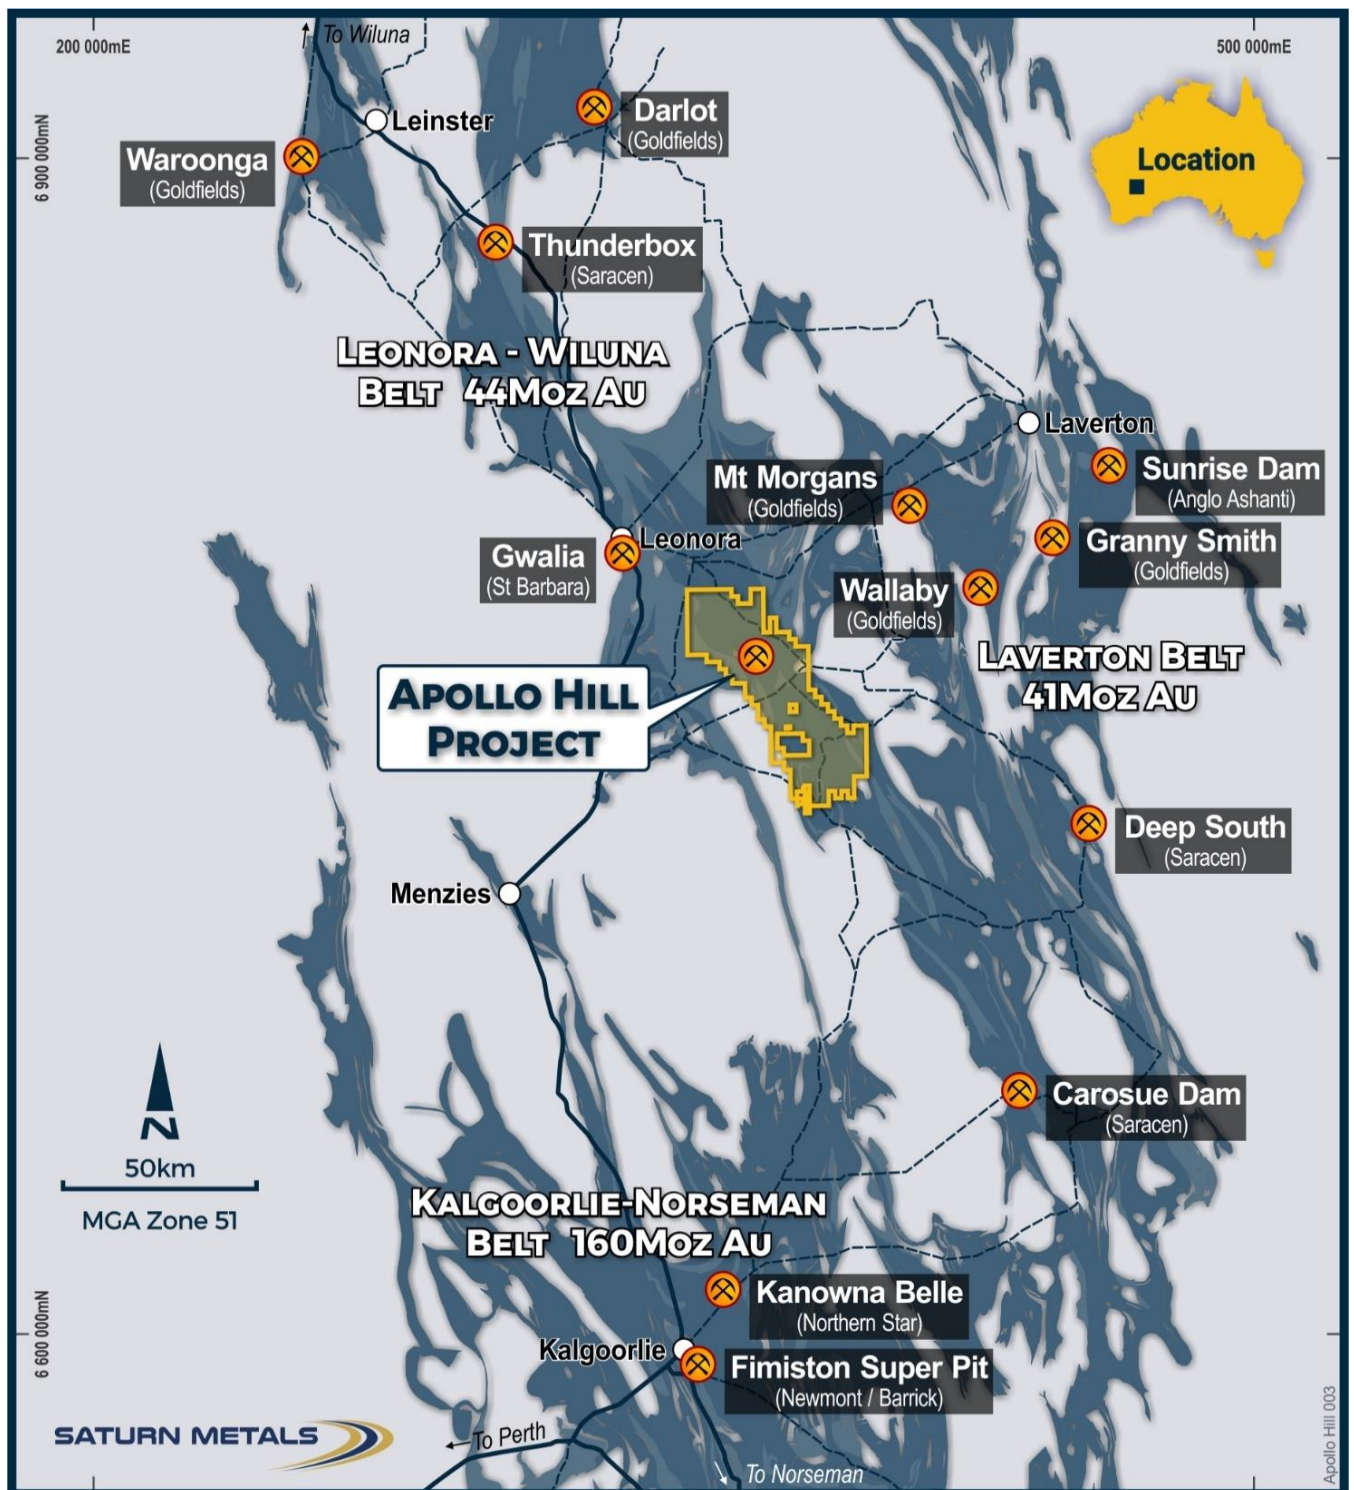 To Wiluna
200 000mE
500 000mE
6 900 000mN
Leinster
Darlot
(Goldfields)
Waroonga
(Goldfields)
Location
Thunderbox
(Saracen)
LEONORA - WILUNA
BELT 44MOZ AU
Laverton
Sunrise Dam
(Anglo Ashanti)
Mt Morgans
(Goldfields)
Leonora
Granny Smith
(Goldfields)
Gwalia
(St Barbara)
Wallaby
(Goldfields)
LAVERTON BELT
41MOZ AU
APOLLO HILL
PROJECT
Deep South
(Saracen)
Menzies
Carosue Dam
(Saracen)
N
50km
MGA Zone 51
KALGOORLIE-NORSEMAN
BELT 160MOZ AU
Kanowna Belle
(Northern Star)
6 600 000mN
Kalgoorlie
Fimiston Super Pit
(Newmont / Barrick)
SATURN METALS
To Perth
To Norseman
Apollo Hill 003